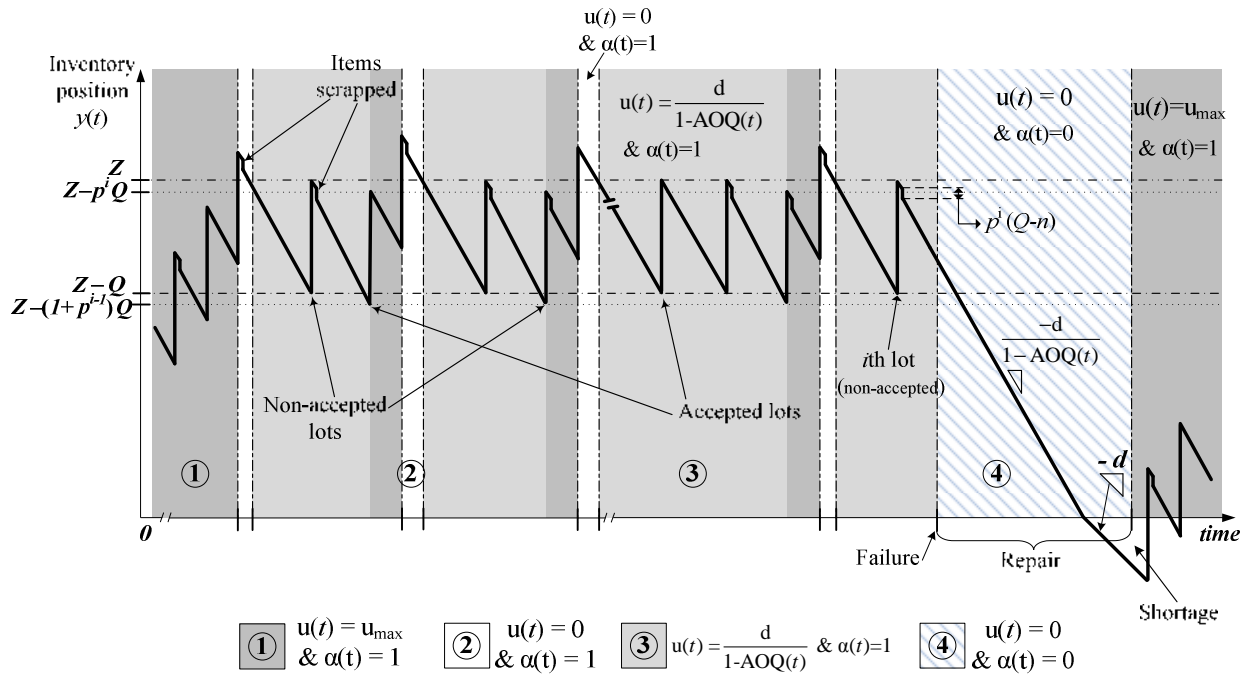 u(t) = 0
& α(t)=1
Inventory
position
y(t)
Items
scrapped
u(t) = d / 1-AOQ(t)
& α(t)=1
u(t) = 0
& α(t)=0
u(t)=u_max
& α(t)=1
Z
Z-p^i Q
Z-Q
Z-(1+p^{i-1})Q
p^i (Q-n)
-d / 1-AOQ(t)
ith lot
(non-accepted)
Non-accepted
lots
Accepted lots
1
2
3
4
-d
0
time
Failure
Repair
Shortage
1 u(t) = u_max
& α(t) = 1
2 u(t) = 0
& α(t) = 1
3 u(t) = d / 1-AOQ(t) & α(t)=1
4 u(t) = 0
& α(t) = 0